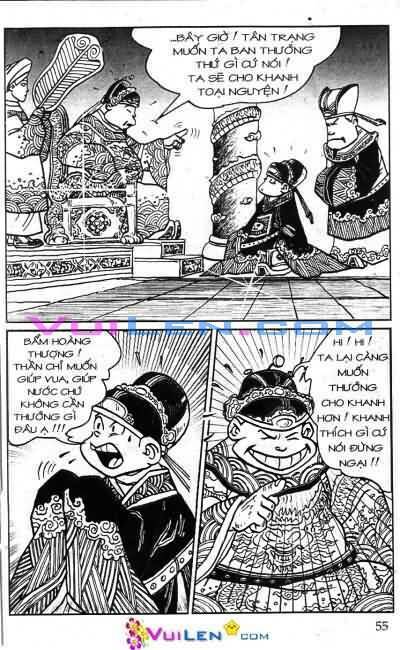 ...BÂY GIỜ! TÂN TRẠNG
MUỐN TA BAN THƯỞNG
THỨ GÌ CỨ NÓI!
TA SẼ CHO KHANH
TOẠI NGUYỆN!
VUILEN.COM
BẨM HOÀNG
THƯỢNG!
THẦN CHỈ MUỐN
GIÚP VUA, GIÚP
NƯỚC CHỨ
KHÔNG CẦN
THƯỞNG GÌ
ĐÂU Ạ!!!
HI! HI!
TA LẠI CÀNG
MUỐN
THƯỞNG
CHO KHANH
HƠN! KHANH
THÍCH GÌ CỨ
NÓI ĐỪNG
NGẠI!!
55
VUILEN.COM